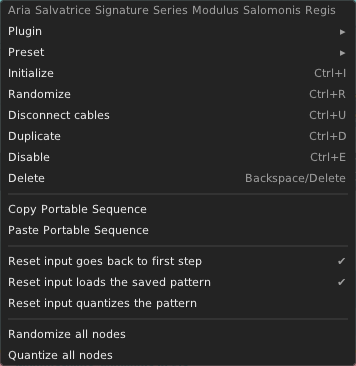 Aria Salvatrice Signature Series Modulus Salomonis Regis
Plugin ▸
Preset ▸
Initialize Ctrl+I
Randomize Ctrl+R
Disconnect cables Ctrl+U
Duplicate Ctrl+D
Disable Ctrl+E
Delete Backspace/Delete
Copy Portable Sequence
Paste Portable Sequence
Reset input goes back to first step ✔
Reset input loads the saved pattern ✔
Reset input quantizes the pattern
Randomize all nodes
Quantize all nodes